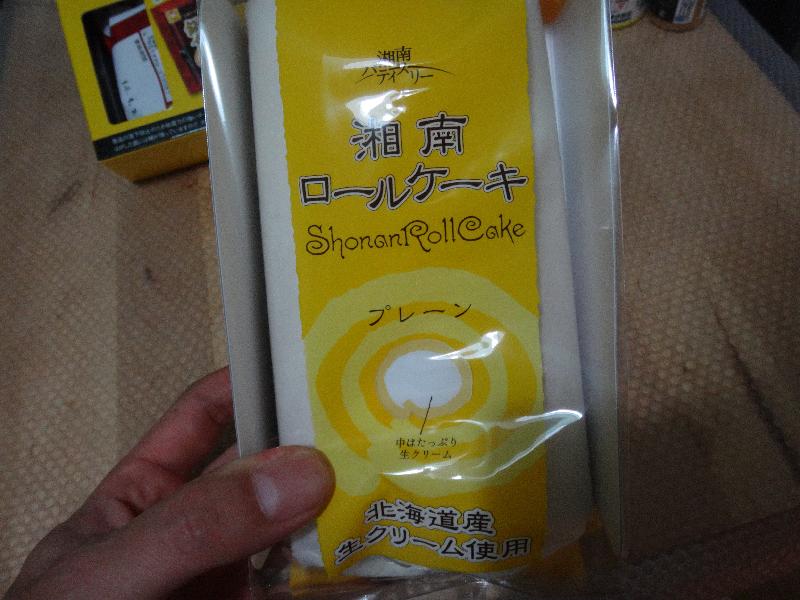 湘南
パティスリー
湘南
ロールケーキ
ShonanRollCake
プレーン
中はたっぷり
生クリーム
北海道産
生クリーム使用